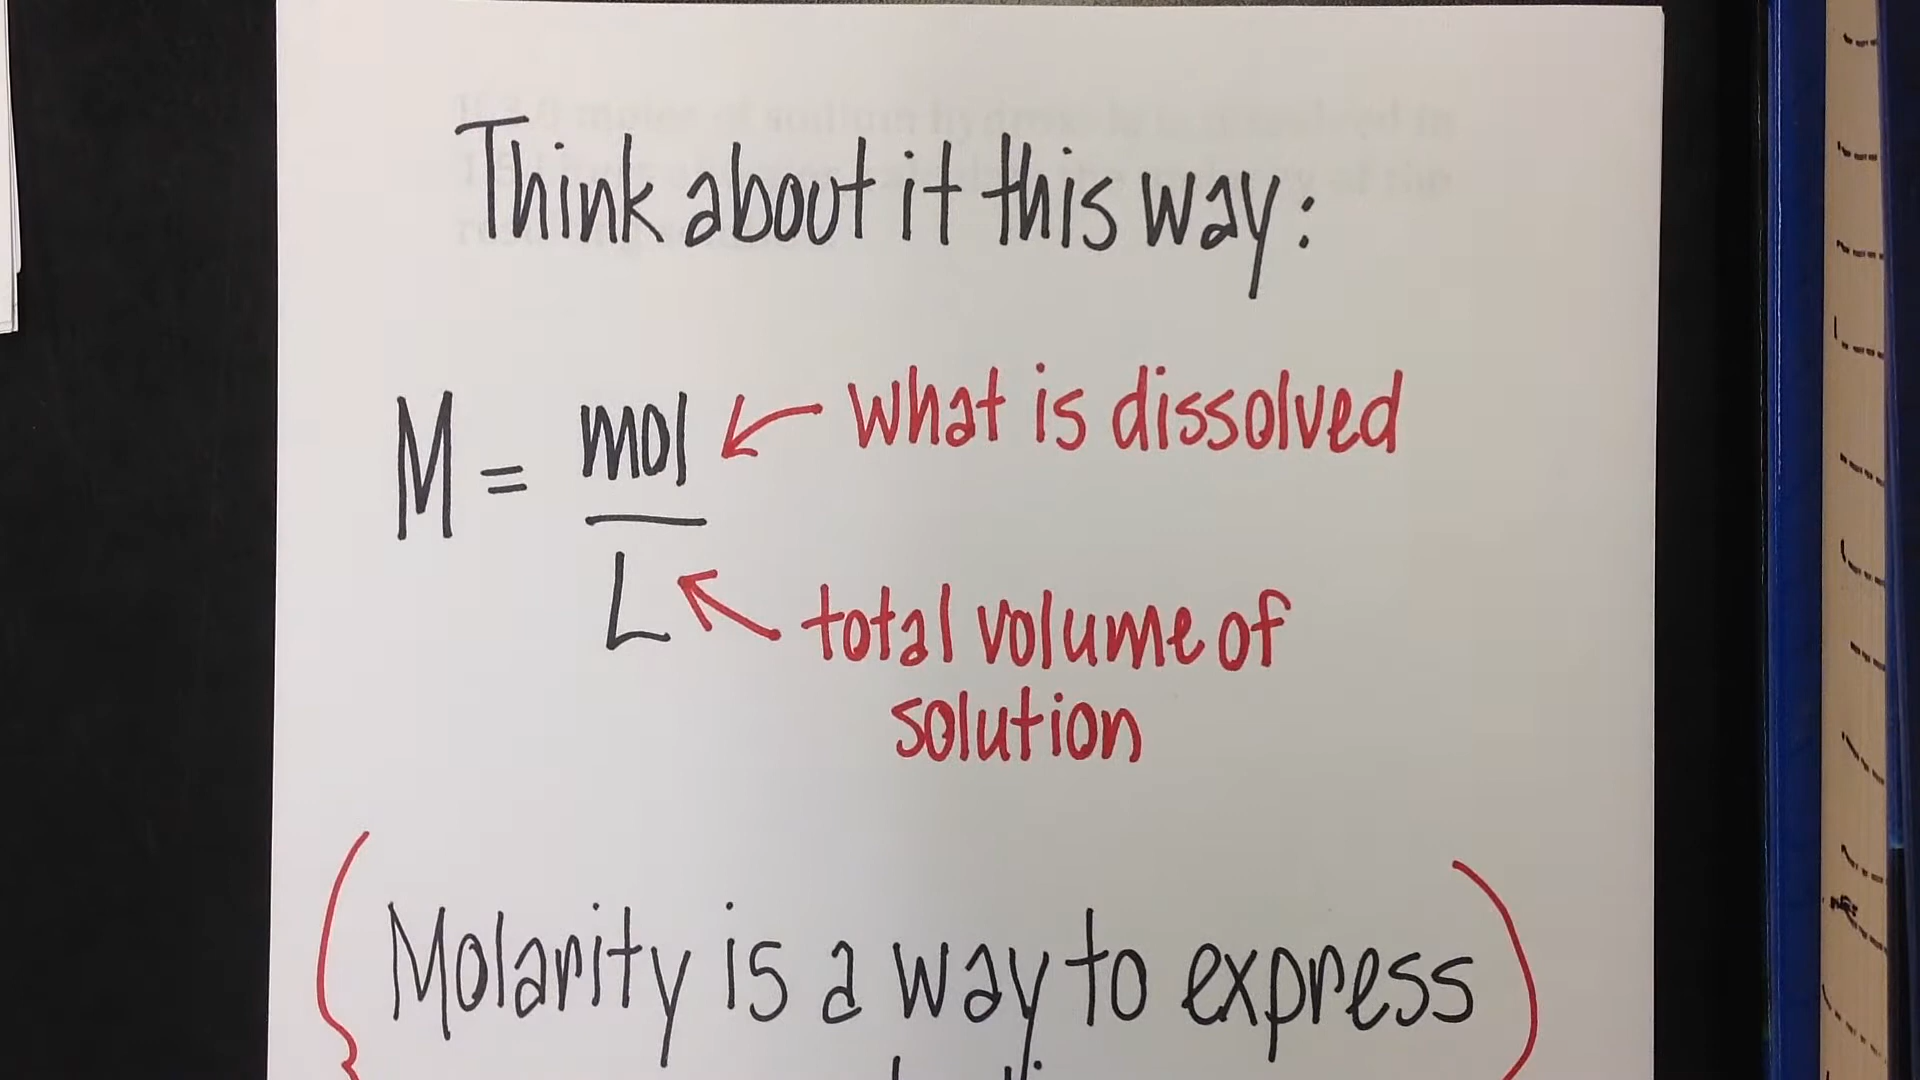 Think about it this way:
M = mol
L
what is dissolved
total volume of
solution
Molarity is a way to express